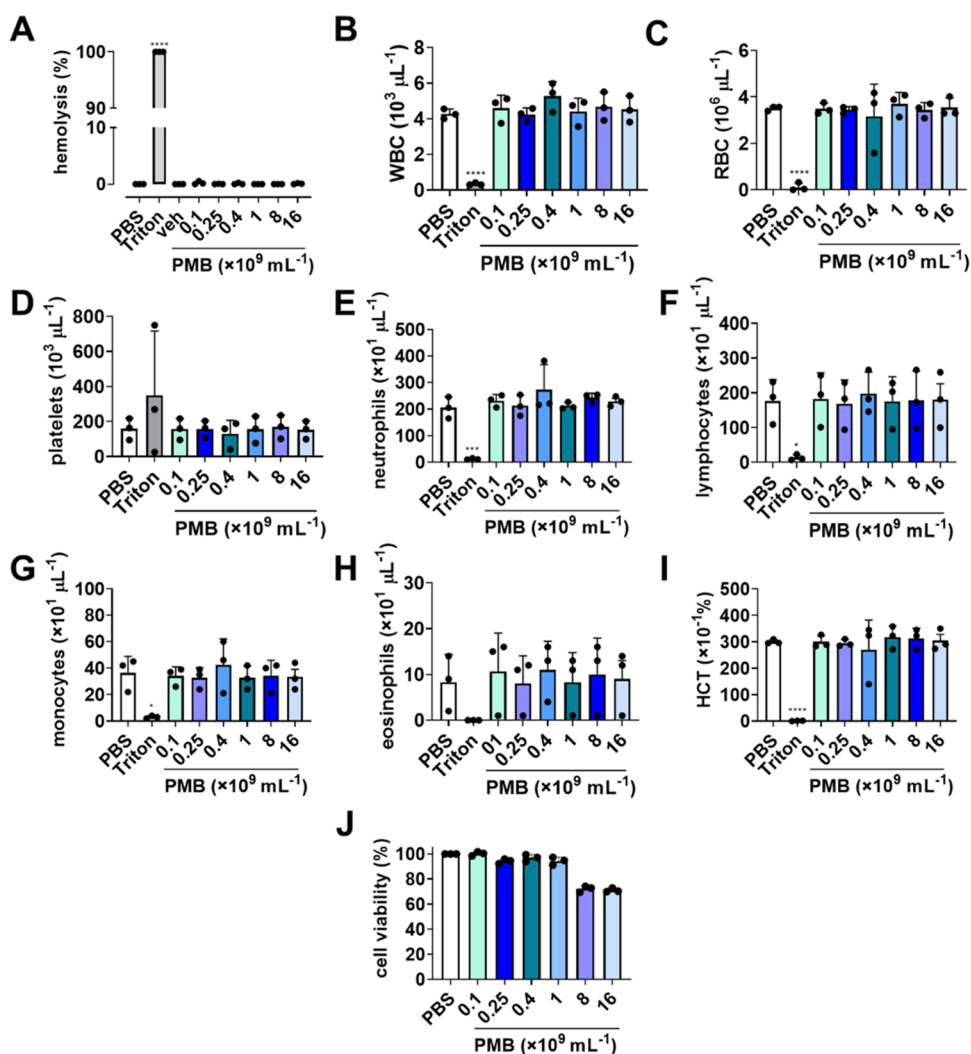 A
hemolysis (%)
100
90
10
0
****
PBS
Triton
veh
0.1
0.25
0.4
1
8
16
PMB (×10⁹ mL⁻¹)
B
WBC (10³ µL⁻¹)
8
6
4
2
0
****
PBS
Triton
0.1
0.25
0.4
1
8
16
PMB (×10⁹ mL⁻¹)
C
RBC (10⁶ µL⁻¹)
6
4
2
0
****
PBS
Triton
0.1
0.25
0.4
1
8
16
PMB (×10⁹ mL⁻¹)
D
platelets (10³ µL⁻¹)
800
600
400
200
0
PBS
Triton
0.1
0.25
0.4
1
8
16
PMB (×10⁹ mL⁻¹)
E
neutrophils (×10¹ µL⁻¹)
500
400
300
200
100
0
***
PBS
Triton
0.1
0.25
0.4
1
8
16
PMB (×10⁹ mL⁻¹)
F
lymphocytes (×10¹ µL⁻¹)
400
300
200
100
0
*
PBS
Triton
0.1
0.25
0.4
1
8
16
PMB (×10⁹ mL⁻¹)
G
monocytes (×10¹ µL⁻¹)
100
80
60
40
20
0
*
PBS
Triton
0.1
0.25
0.4
1
8
16
PMB (×10⁹ mL⁻¹)
H
eosinophils (×10¹ µL⁻¹)
30
20
10
0
PBS
Triton
01
0.25
0.4
1
8
16
PMB (×10⁹ mL⁻¹)
I
HCT (×10⁻¹%)
500
400
300
200
100
0
****
PBS
Triton
0.1
0.25
0.4
1
8
16
PMB (×10⁹ mL⁻¹)
J
cell viability (%)
100
80
60
40
20
0
PBS
0.1
0.25
0.4
1
8
16
PMB (×10⁹ mL⁻¹)